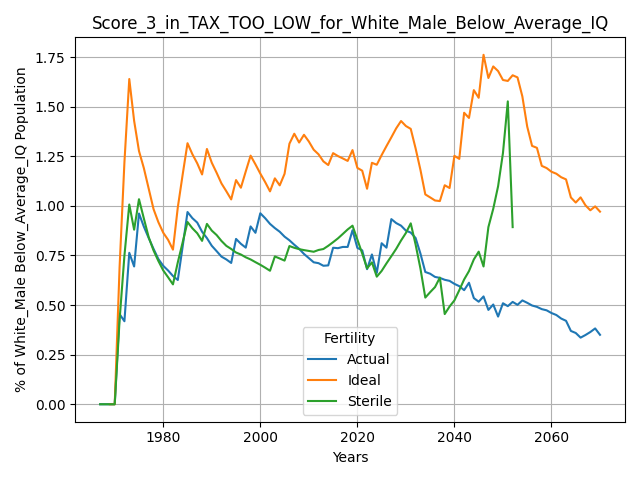 Score_3_in_TAX_TOO_LOW_for_White_Male_Below_Average_IQ
% of White_Male Below_Average_IQ Population
1.75
1.50
1.25
1.00
0.75
0.50
0.25
0.00
Fertility
Actual
Ideal
Sterile
1980 2000 2020 2040 2060
Years